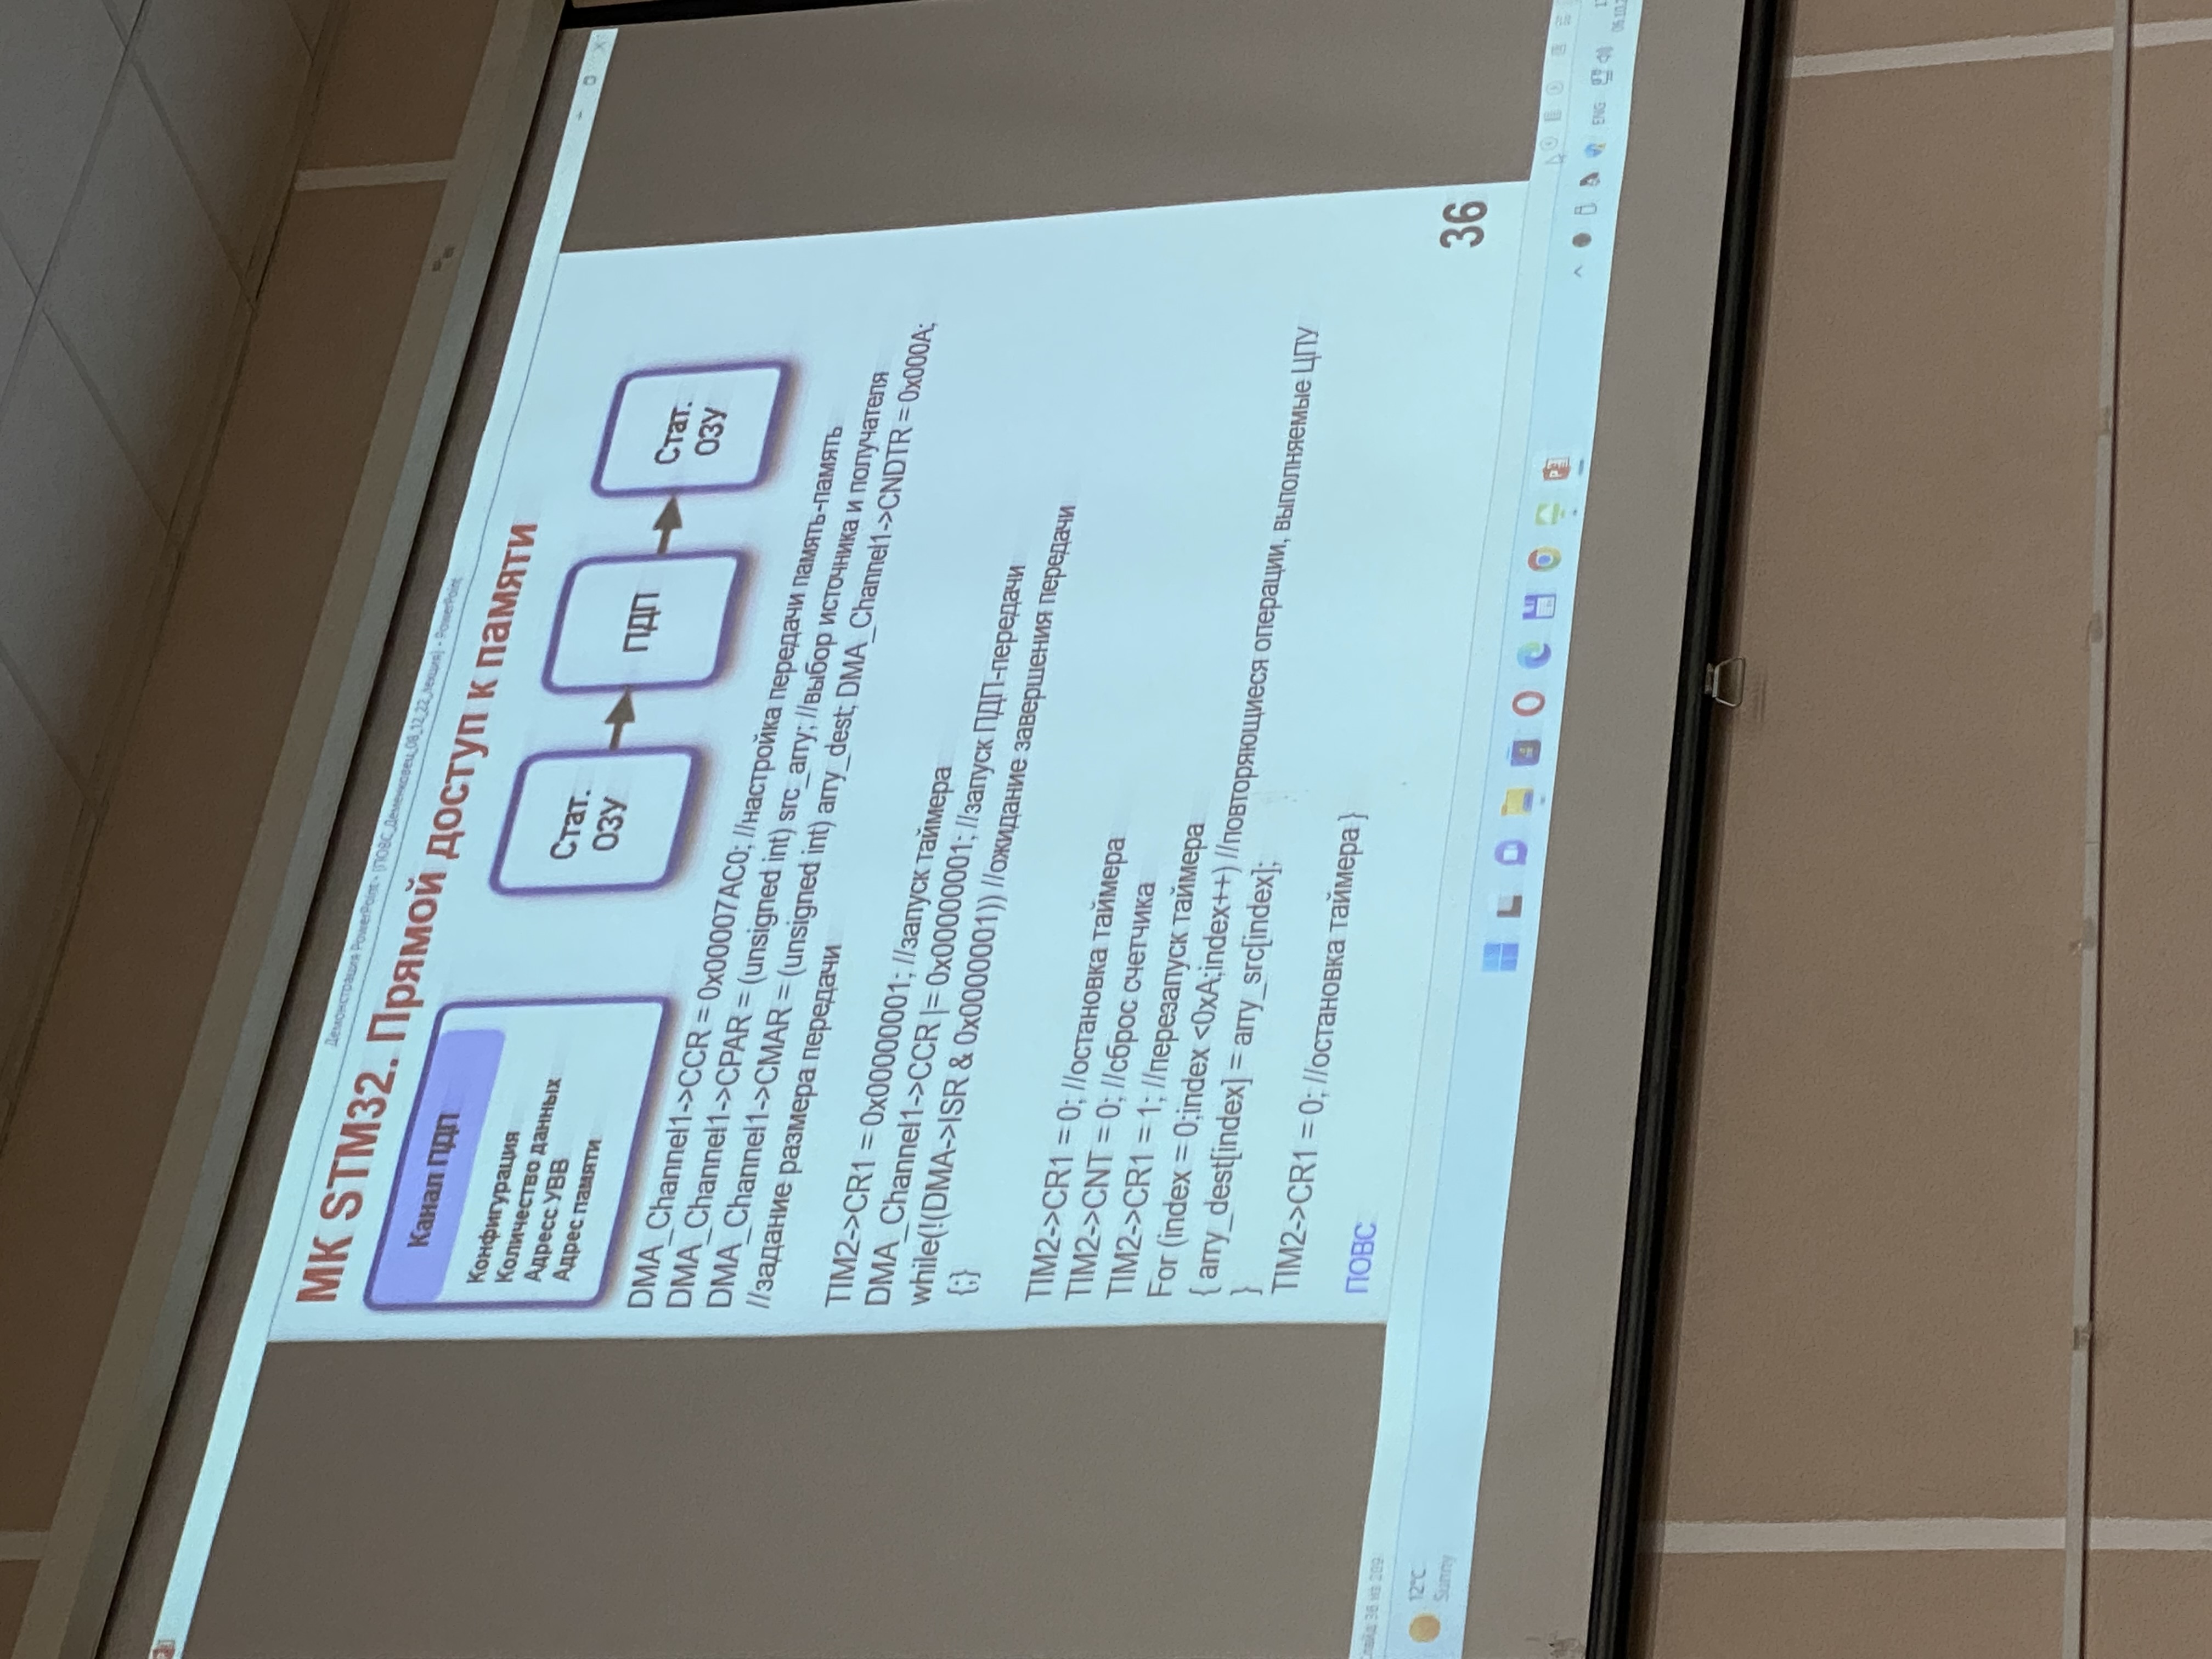 Демонстрация PowerPoint - [ПОВС_Деменковец_08_12_22_лекция] - PowerPoint
МК STM32. Прямой доступ к памяти
Канал ПДП
Конфигурация
Количество данных
Адресс УВВ
Адрес памяти
Стат.
ОЗУ
ПДП
Стат.
ОЗУ
DMA_Channel1->CCR = 0x00007AC0; //настройка передачи память-память
DMA_Channel1->CPAR = (unsigned int) src_arry; //выбор источника и получателя
DMA_Channel1->CMAR = (unsigned int) arry_dest; DMA_Channel1->CNDTR = 0x000A;
//задание размера передачи
TIM2->CR1 = 0x00000001; //запуск таймера
DMA_Channel1->CCR |= 0x00000001; //запуск ПДП-передачи
while(!(DMA->ISR & 0x0000001)) //ожидание завершения передачи
{;}
TIM2->CR1 = 0; //остановка таймера
TIM2->CNT = 0; //сброс счетчика
TIM2->CR1 = 1; //перезапуск таймера
For (index = 0;index <0xA;index++) //повторяющиеся операции, выполняемые ЦПУ
{ arry_dest[index] = arry_src[index];
}
TIM2->CR1 = 0; //остановка таймера }
ПОВС
36
Слайд 36 из 209
12°C
Sunny
ENG